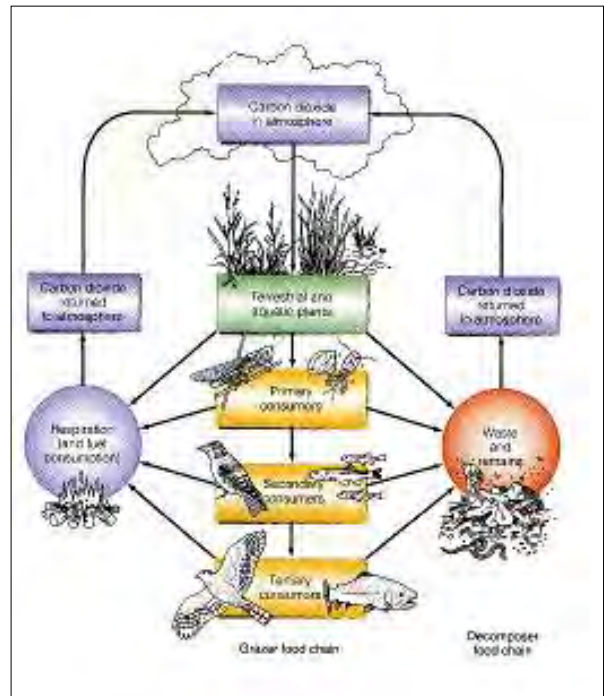 Carbon dioxide
in atmosphere
Carbon dioxide
returned
to atmosphere
Terrestrial and
aquatic plants
Carbon dioxide
returned
to atmosphere
Primary
consumers
Respiration
(and fuel
consumption)
Waste
and
remains
Secondary
consumers
Tertiary
consumers
Grazer food chain
Decomposer
food chain